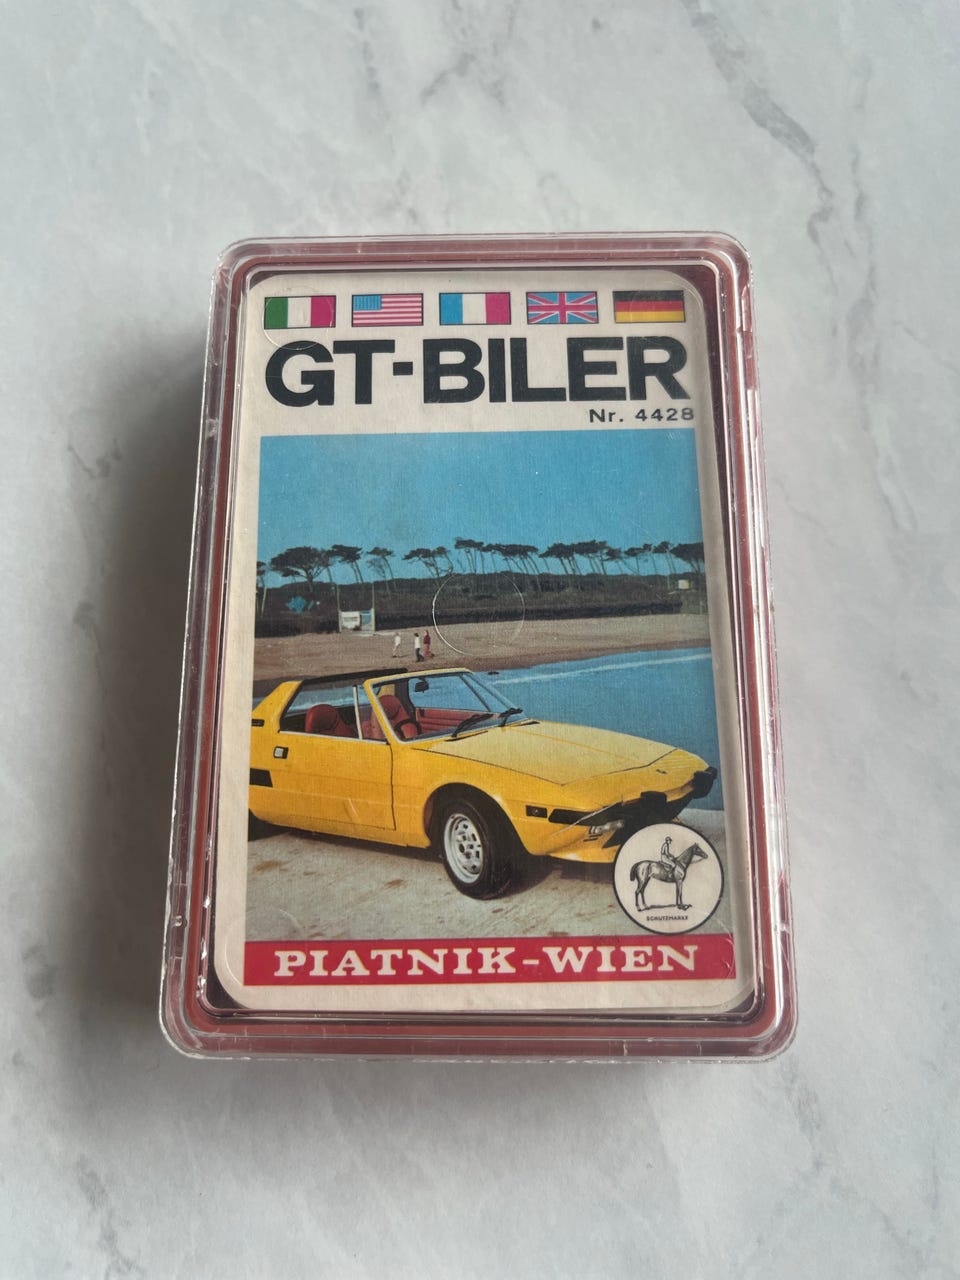 GT-BILER
Nr. 4428
SCHUTZMARKE
PIATNIK-WIEN